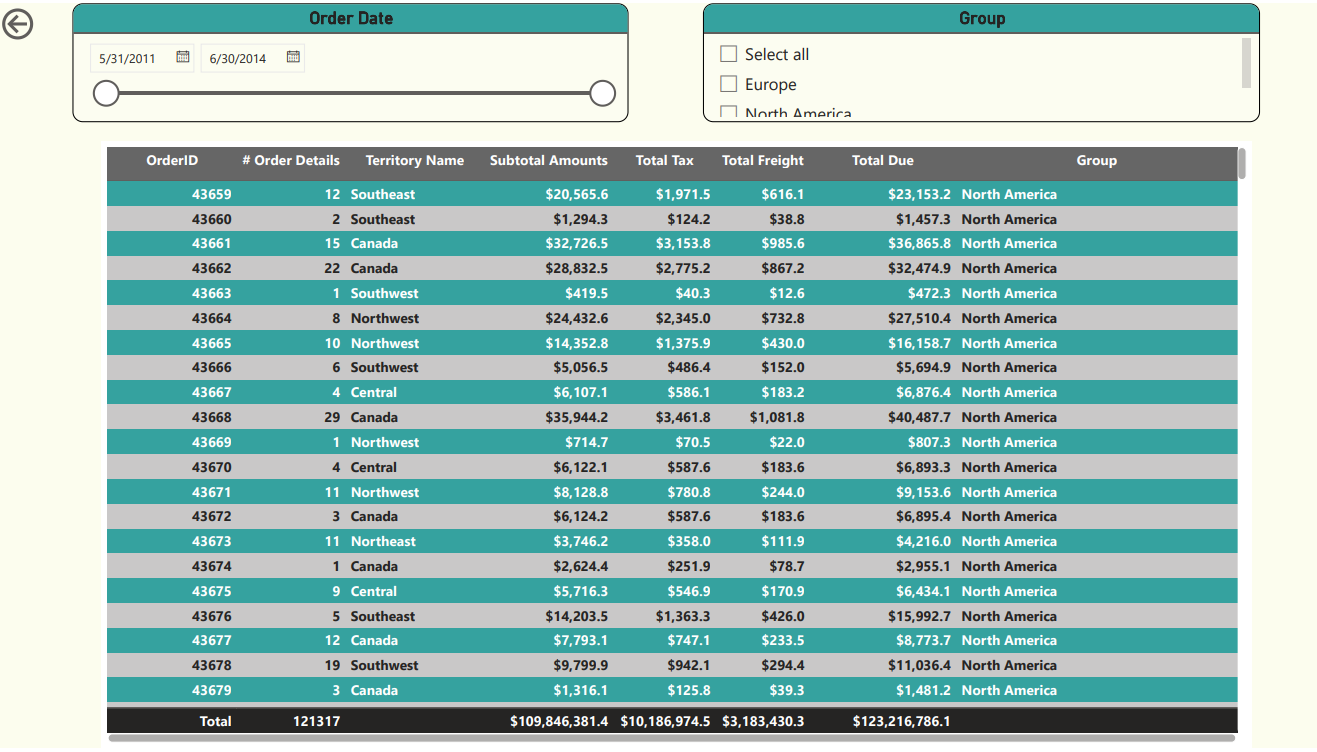 Order Date
Group
5/31/2011 6/30/2014
Select all
Europe
North America
OrderID # Order Details Territory Name Subtotal Amounts Total Tax Total Freight Total Due Group
43659 12 Southeast $20,565.6 $1,971.5 $616.1 $23,153.2 North America
43660 2 Southeast $1,294.3 $124.2 $38.8 $1,457.3 North America
43661 15 Canada $32,726.5 $3,153.8 $985.6 $36,865.8 North America
43662 22 Canada $28,832.5 $2,775.2 $867.2 $32,474.9 North America
43663 1 Southwest $419.5 $40.3 $12.6 $472.3 North America
43664 8 Northwest $24,432.6 $2,345.0 $732.8 $27,510.4 North America
43665 10 Northwest $14,352.8 $1,375.9 $430.0 $16,158.7 North America
43666 6 Southwest $5,056.5 $486.4 $152.0 $5,694.9 North America
43667 4 Central $6,107.1 $586.1 $183.2 $6,876.4 North America
43668 29 Canada $35,944.2 $3,461.8 $1,081.8 $40,487.7 North America
43669 1 Northwest $714.7 $70.5 $22.0 $807.3 North America
43670 4 Central $6,122.1 $587.6 $183.6 $6,893.3 North America
43671 11 Northwest $8,128.8 $780.8 $244.0 $9,153.6 North America
43672 3 Canada $6,124.2 $587.6 $183.6 $6,895.4 North America
43673 11 Northeast $3,746.2 $358.0 $111.9 $4,216.0 North America
43674 1 Canada $2,624.4 $251.9 $78.7 $2,955.1 North America
43675 9 Central $5,716.3 $546.9 $170.9 $6,434.1 North America
43676 5 Southeast $14,203.5 $1,363.3 $426.0 $15,992.7 North America
43677 12 Canada $7,793.1 $747.1 $233.5 $8,773.7 North America
43678 19 Southwest $9,799.9 $942.1 $294.4 $11,036.4 North America
43679 3 Canada $1,316.1 $125.8 $39.3 $1,481.2 North America
Total 121317 $109,846,381.4 $10,186,974.5 $3,183,430.3 $123,216,786.1